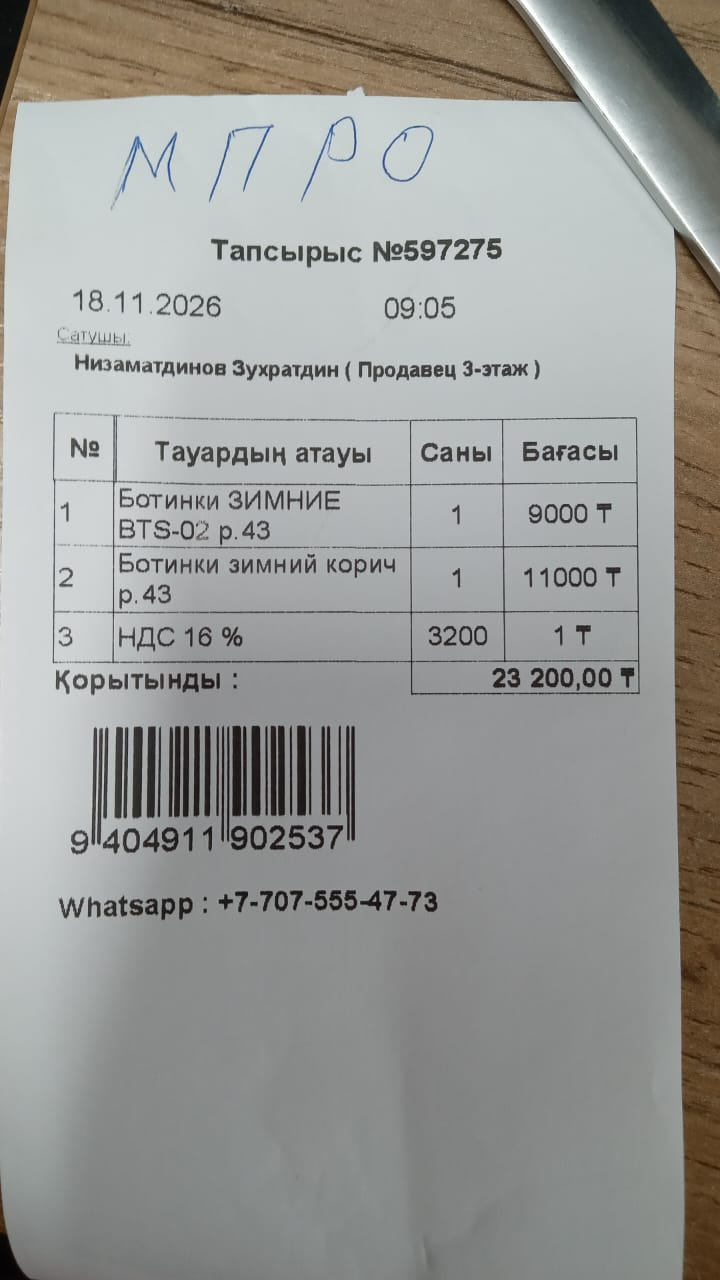 МПРО
Тапсырыс №597275
18.11.2026 09:05
Сатушы:
Низаматдинов Зухратдин ( Продавец 3-этаж )
№ Тауардың атауы Саны Бағасы
1 Ботинки ЗИМНИЕ BTS-02 р.43 1 9000 ₸
2 Ботинки зимний корич р.43 1 11000 ₸
3 НДС 16 % 3200 1 ₸
Қорытынды : 23 200,00 ₸
9 404911 902537
Whatsapp : +7-707-555-47-73